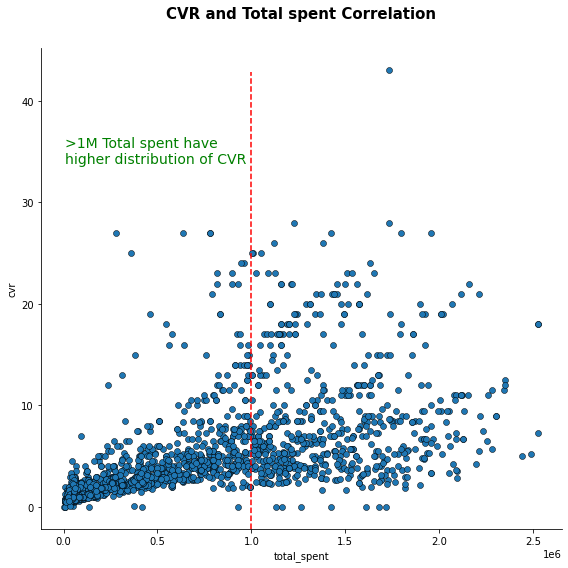 CVR and Total spent Correlation
40
>1M Total spent have
higher distribution of CVR
30
cvr
20
10
0
0.0 0.5 1.0 1.5 2.0 2.5
1e6
total_spent